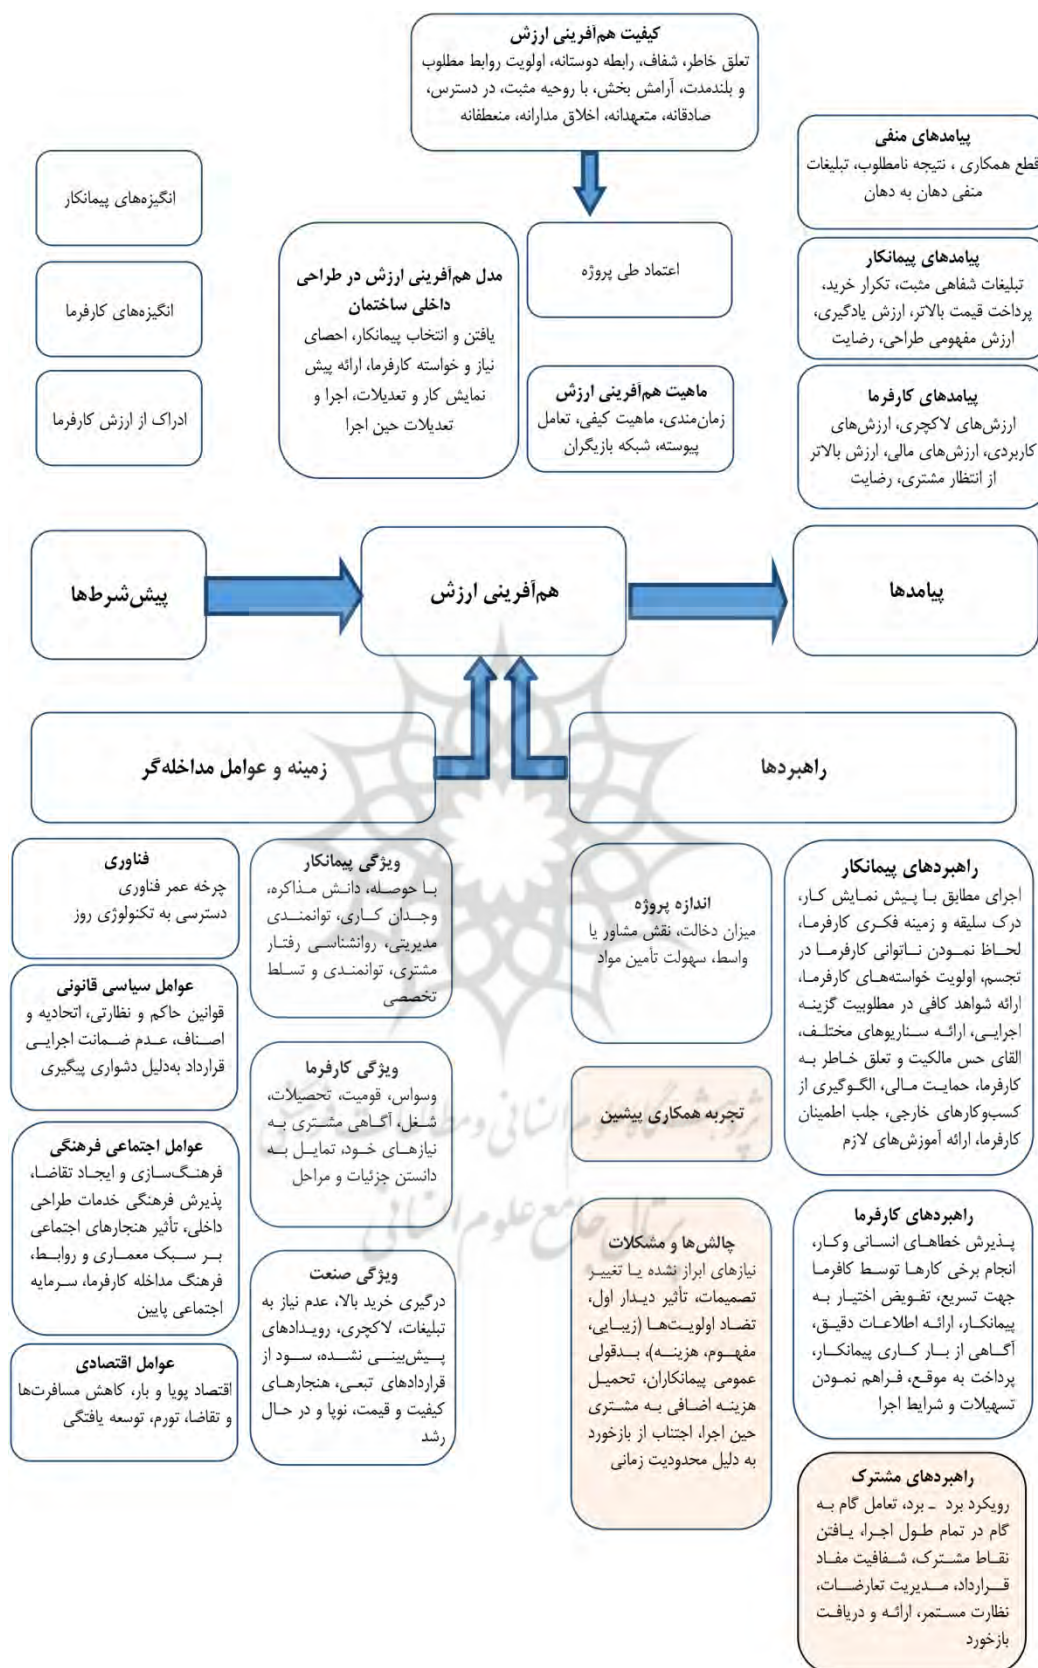 کیفیت هم‌آفرینی ارزش
تعلق خاطر، شفاف، رابطه دوستانه، اولویت روابط مطلوب
و بلندمدت، آرامش بخش، با روحیه مثبت، در دسترس،
صادقانه، متعهدانه، اخلاق مدارانه، منعطفانه
پیامدهای منفی
قطع همکاری ، نتیجه نامطلوب، تبلیغات
منفی دهان به دهان
پیامدهای پیمانکار
تبلیغات شفاهی مثبت، تکرار خرید،
پرداخت قیمت بالاتر، ارزش یادگیری،
ارزش مفهومی طراحی، رضایت
پیامدهای کارفرما
ارزش‌های لاکچری، ارزش‌های
کاربردی، ارزش‌های مالی، ارزش بالاتر
از انتظار مشتری، رضایت
اعتماد طی پروژه
ماهیت هم‌آفرینی ارزش
زمان‌مندی، ماهیت کیفی، تعامل
پیوسته، شبکه بازیگران
مدل هم‌آفرینی ارزش در طراحی
داخلی ساختمان
یافتن و انتخاب پیمانکار، احصای
نیاز و خواسته کارفرما، ارائه پیش
نمایش کار و تعدیلات، اجرا و
تعدیلات حین اجرا
انگیزه‌های پیمانکار
انگیزه‌های کارفرما
ادراک از ارزش کارفرما
پیامدها
هم‌آفرینی ارزش
پیش‌شرط‌ها
راهبردها
زمینه و عوامل مداخله‌گر
راهبردهای پیمانکار
اجرای مطابق با پیش نمایش کار،
درک سلیقه و زمینه فکری کارفرما،
لحاظ نمودن ناتوانی کارفرما در
تجسم، اولویت خواسته‌های کارفرما،
ارائه شواهد کافی در مطلوبیت گزینه
اجرایی، ارائه سناریوهای مختلف،
القای حس مالکیت و تعلق خاطر به
کارفرما، حمایت مالی، الگوگیری از
کسب‌وکارهای خارجی، جلب اطمینان
کارفرما، ارائه آموزش‌های لازم
راهبردهای کارفرما
پذیرش خطاهای انسانی وکار،
انجام برخی کارها توسط کافرما
جهت تسریع، تفویض اختیار به
پیمانکار، ارائه اطلاعات دقیق،
آگاهی از بار کاری پیمانکار،
پرداخت به موقع، فراهم نمودن
تسهیلات و شرایط اجرا
راهبردهای مشترک
رویکرد برد - برد، تعامل گام به
گام در تمام طول اجرا، یافتن
نقاط مشترک، شفافیت مفاد
قرارداد، مدیریت تعارضات،
نظارت مستمر، ارائه و دریافت
بازخورد
اندازه پروژه
میزان دخالت، نقش مشاور یا
واسط، سهولت تأمین مواد
تجربه همکاری پیشین
چالش‌ها و مشکلات
نیازهای ابراز نشده یا تغییر
تصمیمات، تأثیر دیدار اول،
تضاد اولویت‌ها (زیبایی،
مفهوم، هزینه)، بدقولی
عمومی پیمانکاران، تحمیل
هزینه اضافی به مشتری
حین اجرا، اجتناب از بازخورد
به دلیل محدودیت زمانی
ویژگی پیمانکار
با حوصله، دانش مذاکره،
وجدان کاری، توانمندی
مدیریتی، روانشناسی رفتار
مشتری، توانمندی و تسلط
تخصصی
ویژگی کارفرما
وسواس، قومیت، تحصیلات،
شغل، آگاهی مشتری به
نیازهای خود، تمایل به
دانستن جزئیات و مراحل
ویژگی صنعت
درگیری خرید بالا، عدم نیاز به
تبلیغات، لاکچری، رویدادهای
پیش‌بینی نشده، سود از
قراردادهای تبعی، هنجارهای
کیفیت و قیمت، نوپا و در حال
رشد
فناوری
چرخه عمر فناوری
دسترسی به تکنولوژی روز
عوامل سیاسی قانونی
قوانین حاکم و نظارتی، اتحادیه و
اصناف، عدم ضمانت اجرایی
قرارداد به‌دلیل دشواری پیگیری
عوامل اجتماعی فرهنگی
فرهنگ‌سازی و ایجاد تقاضا،
پذیرش فرهنگی خدمات طراحی
داخلی، تأثیر هنجارهای اجتماعی
بر سبک معماری و روابط،
فرهنگ مداخله کارفرما، سرمایه
اجتماعی پایین
عوامل اقتصادی
اقتصاد پویا و بار، کاهش مسافرت‌ها
و تقاضا، تورم، توسعه یافتگی
پژوهشگاه علوم انسانی و مطالعات فرهنگی
پرتال جامع علوم انسانی